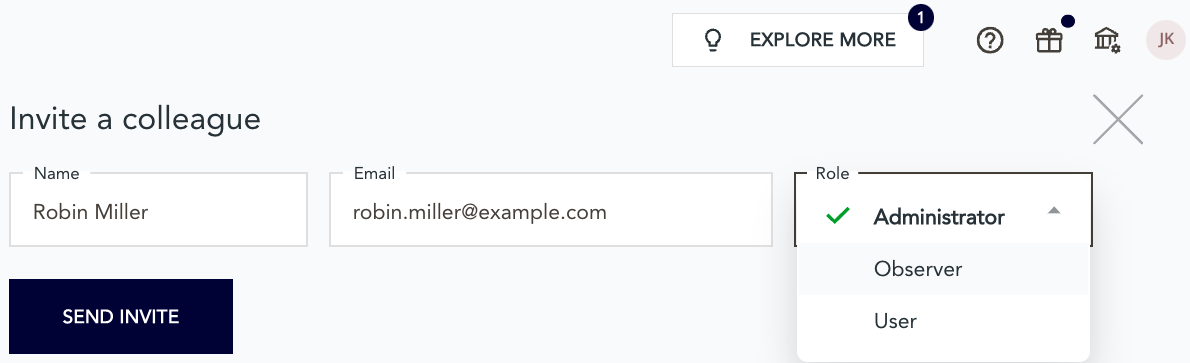 1
EXPLORE MORE
JK
Invite a colleague
Name
Email
Role
Robin Miller
robin.miller@example.com
Administrator
Observer
User
SEND INVITE